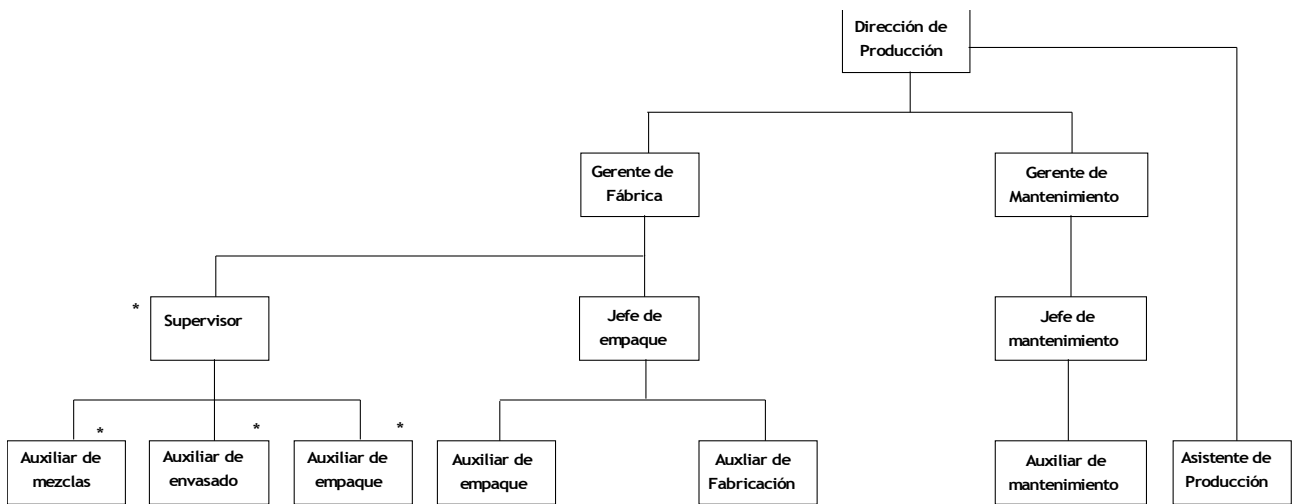 Dirección de
Producción
Gerente de
Fábrica
Gerente de
Mantenimiento
*
Supervisor
Jefe de
empaque
Jefe de
mantenimiento
*
Auxiliar de
mezclas
*
Auxiliar de
envasado
*
Auxiliar de
empaque
Auxiliar de
empaque
Auxliar de
Fabricación
Auxiliar de
mantenimiento
Asistente de
Producción